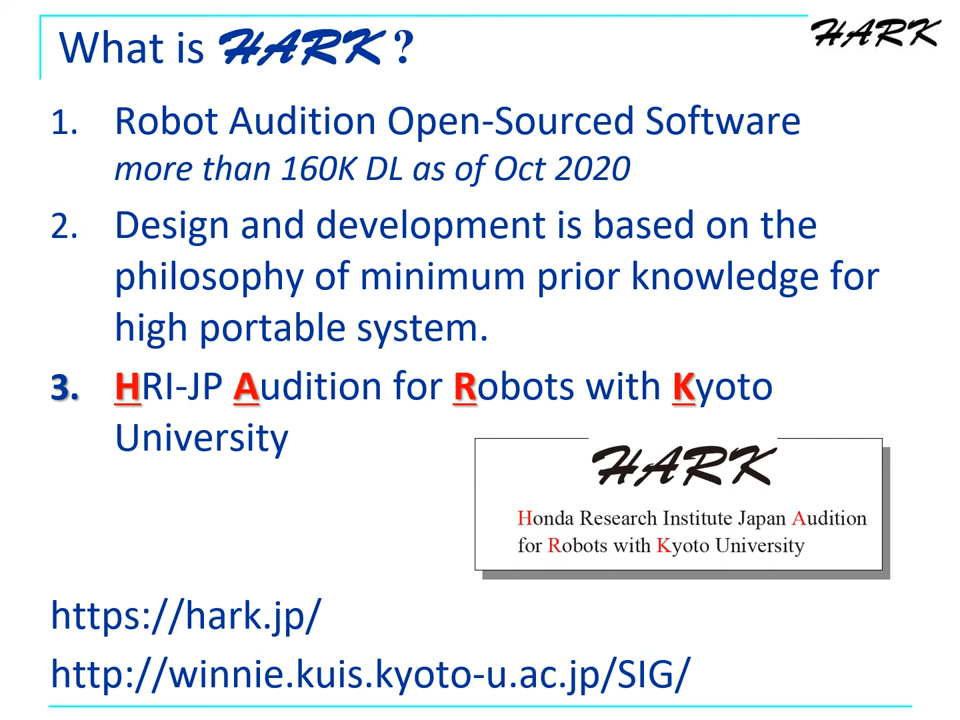 What is HARK ?
HARK
1. Robot Audition Open-Sourced Software
more than 160K DL as of Oct 2020
2. Design and development is based on the
philosophy of minimum prior knowledge for
high portable system.
3. HRI-JP Audition for Robots with Kyoto
University
HARK
Honda Research Institute Japan Audition
for Robots with Kyoto University
https://hark.jp/
http://winnie.kuis.kyoto-u.ac.jp/SIG/